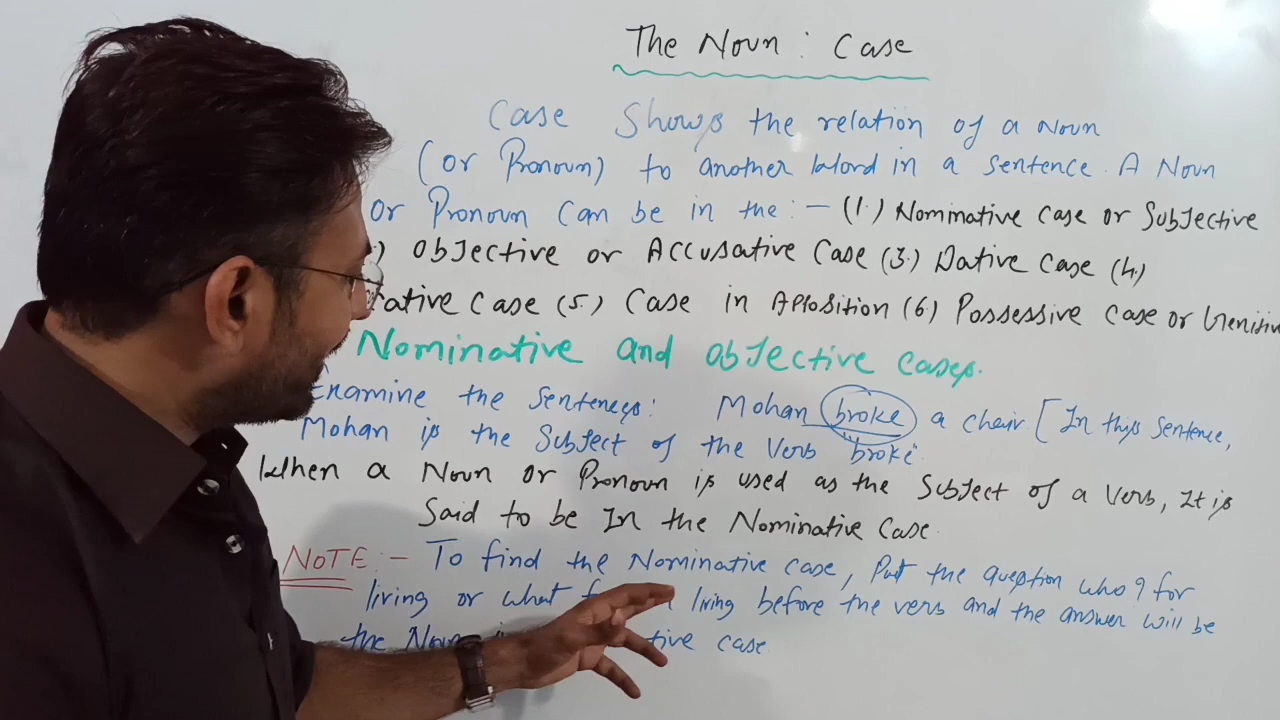 The Noun : Case
Case Shows the relation of a Noun
(or Pronoun) to another Word in a sentence. A Noun
Or Pronoun Can be in the : - (1.) Nominative Case or Subjective
) Objective or Accusative Case (3.) Dative Case (4.)
ative Case (5.) Case in Apposition (6) Possessive Case or Genitive
Nominative and Objective Cases.
Examine the Sentences: Mohan broke a chair [In this sentence,
Mohan is the Subject of the Verb "broke".
When a Noun or Pronoun is used as the Subject of a Verb, It is
Said to be In the Nominative Case.
NOTE :- To find the Nominative case, Put the question who? for
living or what living before the verb and the answer will be
the Noun tive case